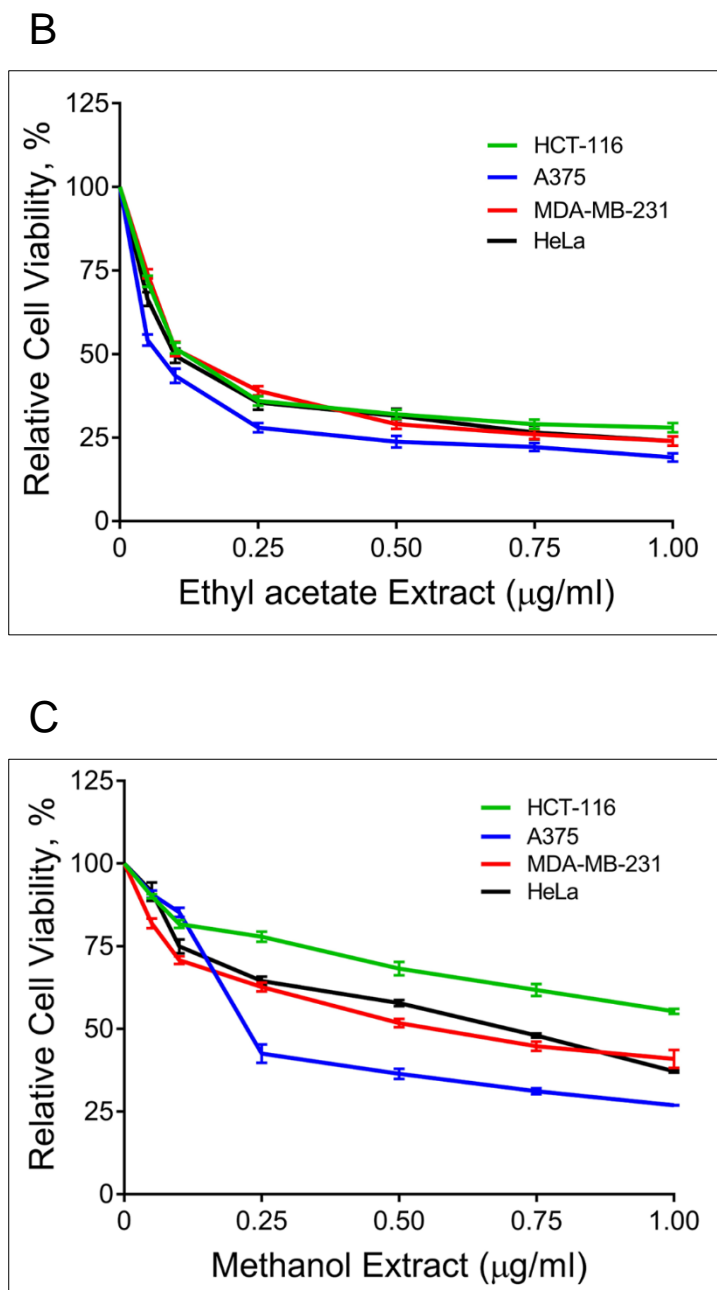 B
125
100
75
50
25
0
Relative Cell Viability, %
HCT-116
A375
MDA-MB-231
HeLa
0 0.25 0.50 0.75 1.00
Ethyl acetate Extract (μg/ml)
C
125
100
75
50
25
0
Relative Cell Viability, %
HCT-116
A375
MDA-MB-231
HeLa
0 0.25 0.50 0.75 1.00
Methanol Extract (μg/ml)